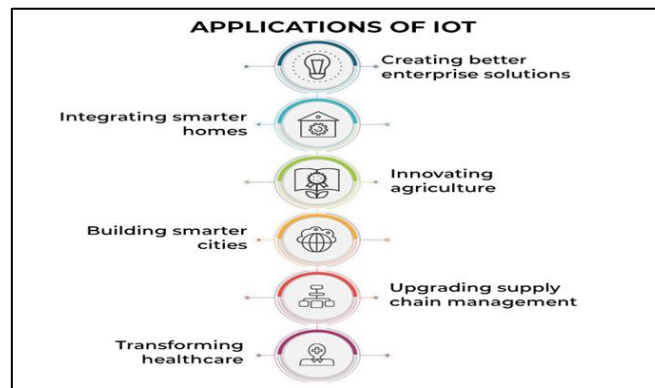 APPLICATIONS OF IOT
Creating better
enterprise solutions
Integrating smarter
homes
Innovating
agriculture
Building smarter
cities
Upgrading supply
chain management
Transforming
healthcare